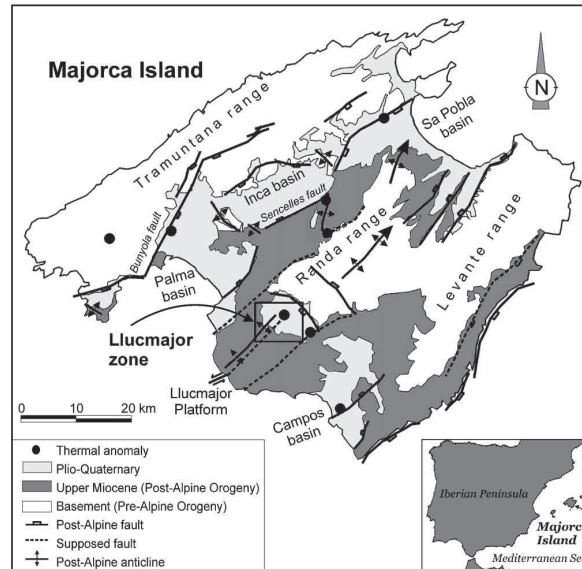 Majorca Island
N
Tramuntana range
Sa Pobla
basin
Inca basin
Sencelles fault
Bunyola fault
Randa range
Levante range
Palma
basin
Llucmajor
zone
Llucmajor
Platform
Campos
basin
0 10 20 km
Thermal anomaly
Plio-Quaternary
Upper Miocene (Post-Alpine Orogeny)
Basement (Pre-Alpine Orogeny)
Post-Alpine fault
Supposed fault
Post-Alpine anticline
Iberian Peninsula
Majorc
Island
Mediterranean Se